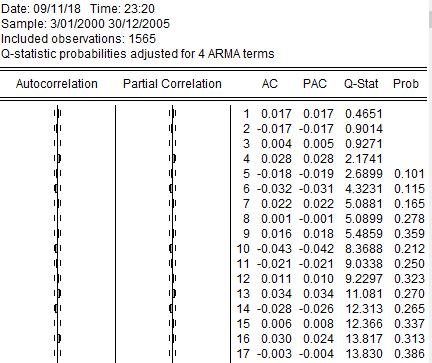 Date: 09/11/18 Time: 23:20
Sample: 3/01/2000 30/12/2005
Included observations: 1565
Q-statistic probabilities adjusted for 4 ARMA terms
Autocorrelation Partial Correlation AC PAC Q-Stat Prob
1 0.017 0.017 0.4651
2 -0.017 -0.017 0.9014
3 0.004 0.005 0.9271
4 0.028 0.028 2.1741
5 -0.018 -0.019 2.6899 0.101
6 -0.032 -0.031 4.3231 0.115
7 0.022 0.022 5.0881 0.165
8 0.001 -0.001 5.0899 0.278
9 0.016 0.018 5.4859 0.359
10 -0.043 -0.042 8.3688 0.212
11 -0.021 -0.021 9.0338 0.250
12 0.011 0.010 9.2297 0.323
13 0.034 0.034 11.081 0.270
14 -0.028 -0.026 12.313 0.265
15 0.006 0.008 12.366 0.337
16 0.030 0.024 13.817 0.313
17 -0.003 -0.004 13.830 0.386